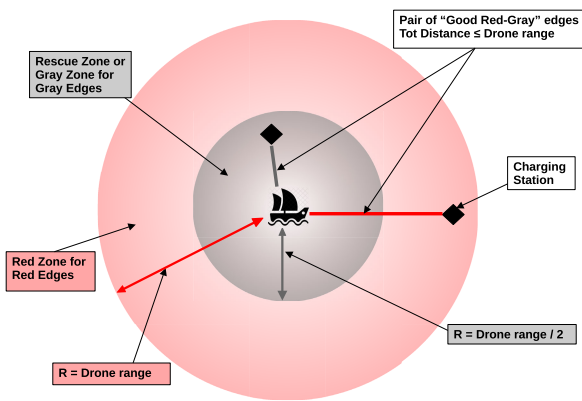 Pair of “Good Red-Gray” edges
Tot Distance ≤ Drone range
Rescue Zone or
Gray Zone for
Gray Edges
Charging
Station
Red Zone for
Red Edges
R = Drone range / 2
R = Drone range